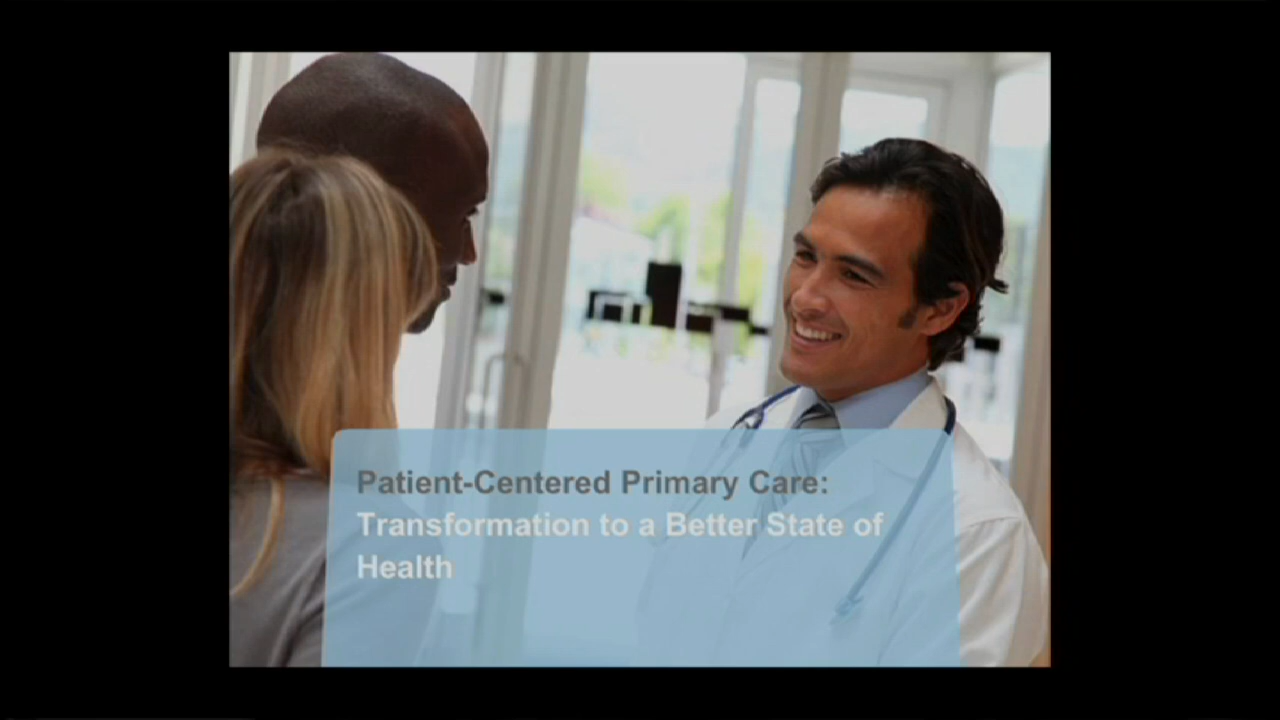 Patient-Centered Primary Care:
Transformation to a Better State of
Health